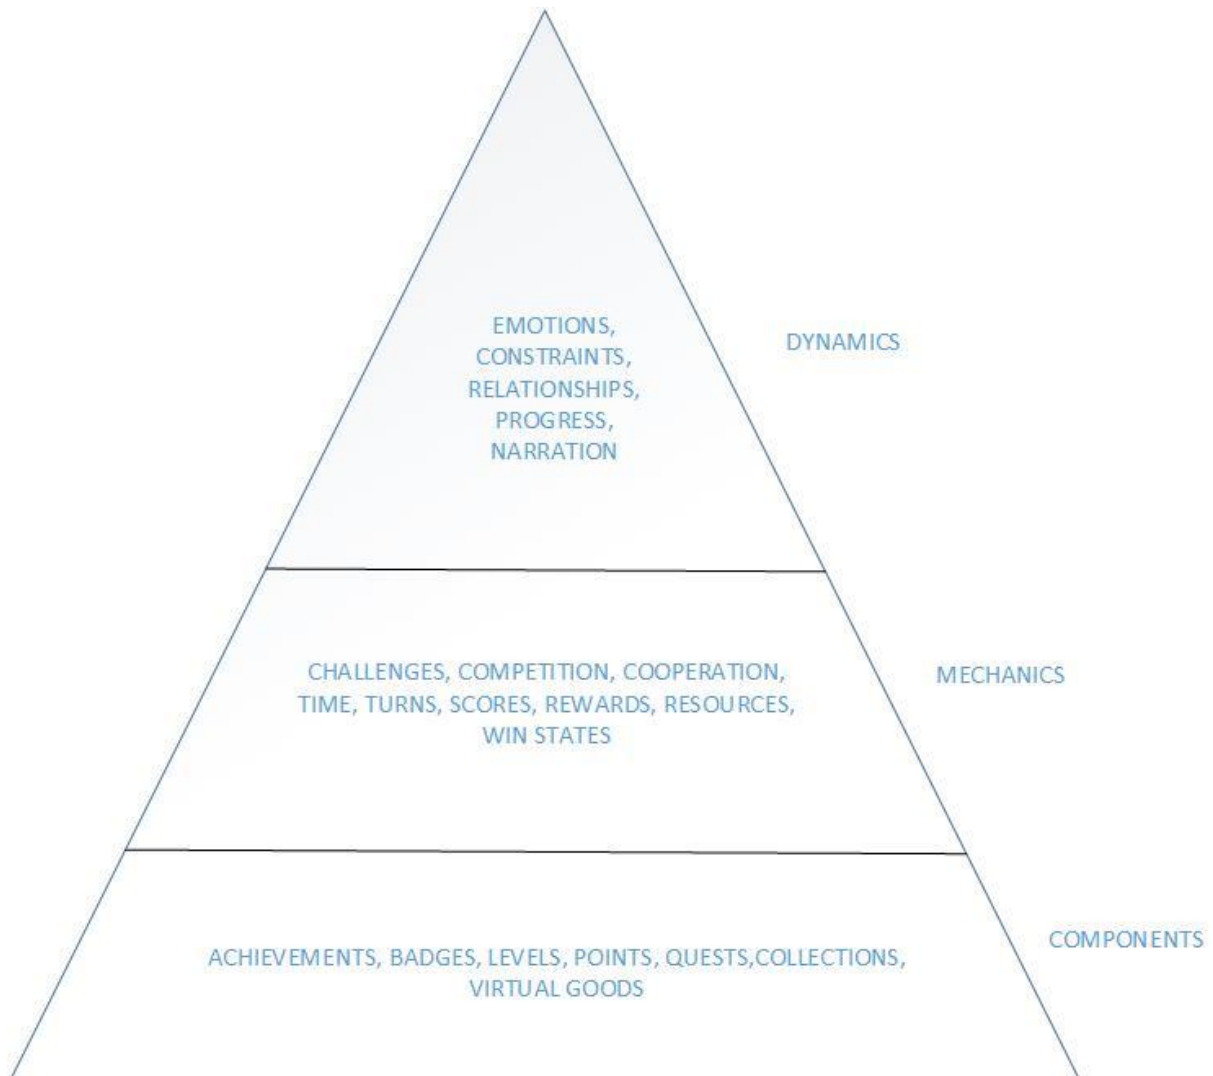 EMOTIONS,
CONSTRAINTS,
RELATIONSHIPS,
PROGRESS,
NARRATION
DYNAMICS
CHALLENGES, COMPETITION, COOPERATION,
TIME, TURNS, SCORES, REWARDS, RESOURCES,
WIN STATES
MECHANICS
ACHIEVEMENTS, BADGES, LEVELS, POINTS, QUESTS,COLLECTIONS,
VIRTUAL GOODS
COMPONENTS